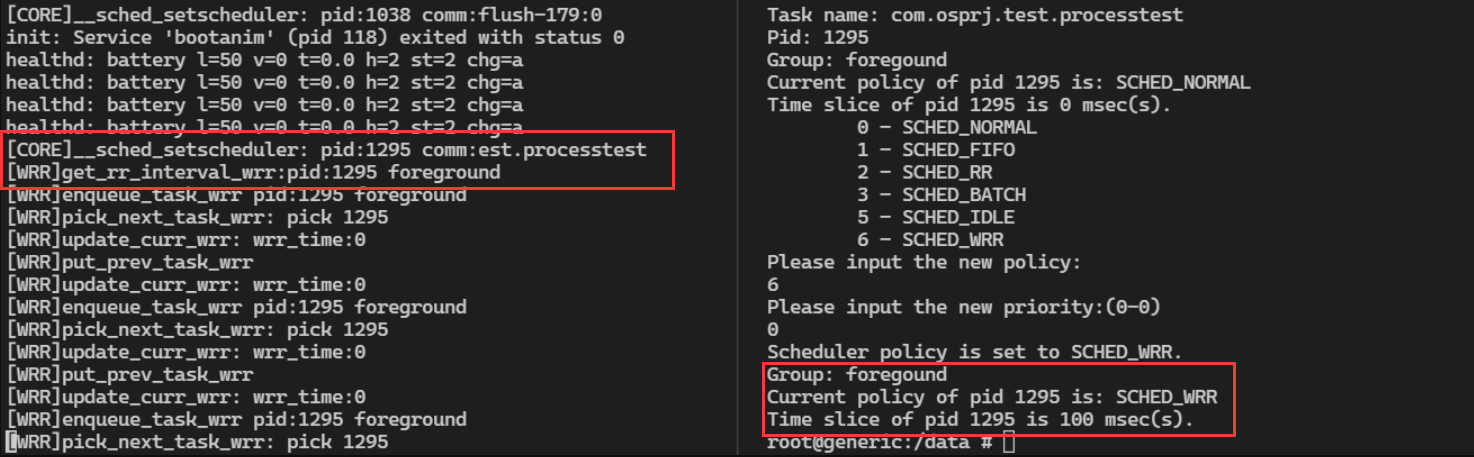 [CORE]__sched_setscheduler: pid:1038 comm:flush-179:0
init: Service 'bootanim' (pid 118) exited with status 0
healthd: battery l=50 v=0 t=0.0 h=2 st=2 chg=a
healthd: battery l=50 v=0 t=0.0 h=2 st=2 chg=a
healthd: battery l=50 v=0 t=0.0 h=2 st=2 chg=a
healthd: battery l=50 v=0 t=0.0 h=2 st=2 chg=a
[CORE]__sched_setscheduler: pid:1295 comm:est.processtest
[WRR]get_rr_interval_wrr:pid:1295 foreground
[WRR]enqueue_task_wrr pid:1295 foreground
[WRR]pick_next_task_wrr: pick 1295
[WRR]update_curr_wrr: wrr_time:0
[WRR]put_prev_task_wrr
[WRR]update_curr_wrr: wrr_time:0
[WRR]enqueue_task_wrr pid:1295 foreground
[WRR]pick_next_task_wrr: pick 1295
[WRR]update_curr_wrr: wrr_time:0
[WRR]put_prev_task_wrr
[WRR]update_curr_wrr: wrr_time:0
[WRR]enqueue_task_wrr pid:1295 foreground
[WRR]pick_next_task_wrr: pick 1295
Task name: com.osprj.test.processtest
Pid: 1295
Group: foregound
Current policy of pid 1295 is: SCHED_NORMAL
Time slice of pid 1295 is 0 msec(s).
0 - SCHED_NORMAL
1 - SCHED_FIFO
2 - SCHED_RR
3 - SCHED_BATCH
5 - SCHED_IDLE
6 - SCHED_WRR
Please input the new policy:
6
Please input the new priority:(0-0)
0
Scheduler policy is set to SCHED_WRR.
Group: foregound
Current policy of pid 1295 is: SCHED_WRR
Time slice of pid 1295 is 100 msec(s).
root@generic:/data #